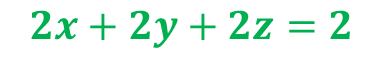 2x + 2y + 2z = 2